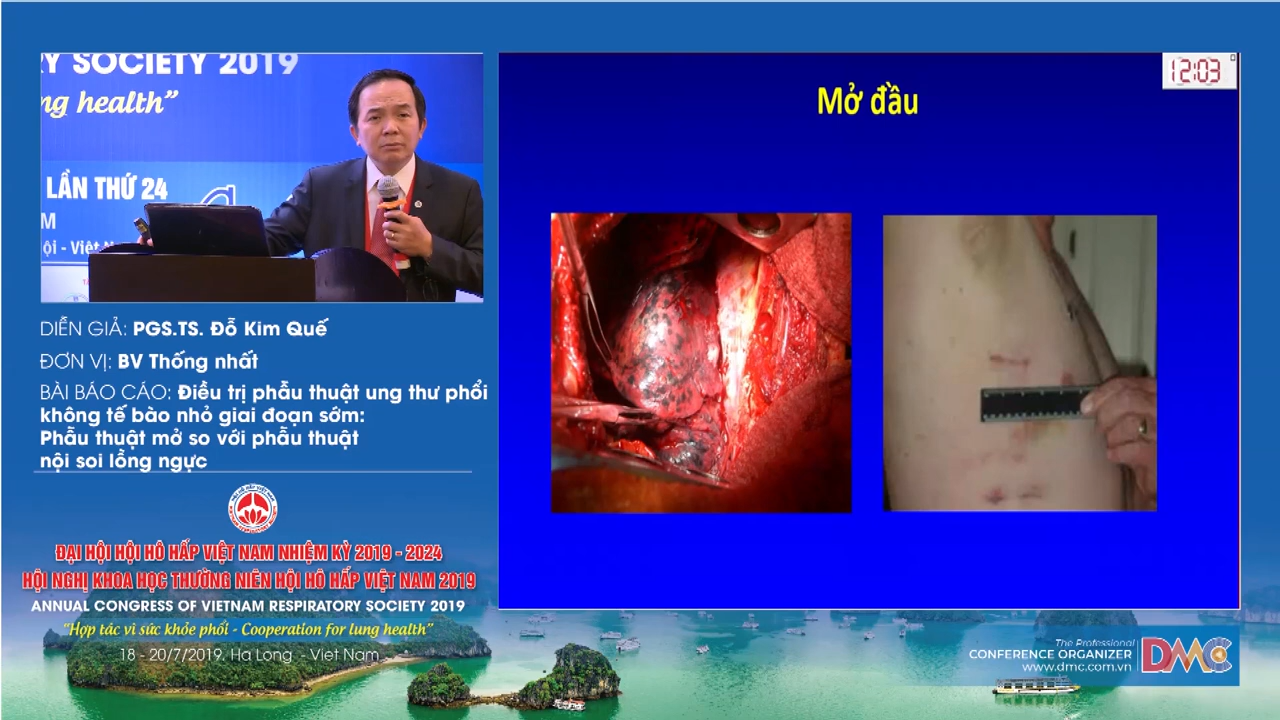 RY SOCIETY 2019
ng health”
LẦN THỨ 24
DIỄN GIẢ: PGS.TS. Đỗ Kim Quế
ĐƠN VỊ: BV Thống nhất
BÀI BÁO CÁO: Điều trị phẫu thuật ung thư phổi
không tế bào nhỏ giai đoạn sớm:
Phẫu thuật mở so với phẫu thuật
nội soi lồng ngực
ĐẠI HỘI HỘI HÔ HẤP VIỆT NAM NHIỆM KỲ 2019 - 2024
HỘI NGHỊ KHOA HỌC THƯỜNG NIÊN HỘI HÔ HẤP VIỆT NAM 2019
ANNUAL CONGRESS OF VIETNAM RESPIRATORY SOCIETY 2019
“Hợp tác vì sức khỏe phổi - Cooperation for lung health”
18 - 20/7/2019, Ha Long - Viet Nam
12:03
Mở đầu
The Professional
CONFERENCE ORGANIZER
www.dmc.com.vn
DMC